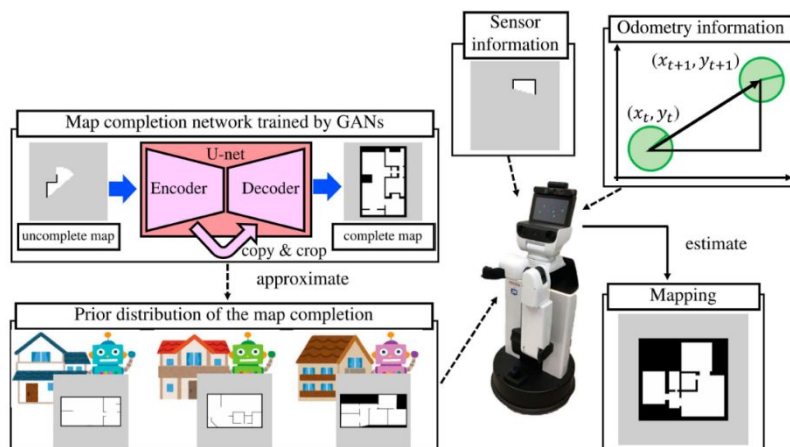 Sensor
information
Odometry information
(x_{t+1}, y_{t+1})
(x_t, y_t)
Map completion network trained by GANs
U-net
Encoder
Decoder
uncomplete map
copy & crop
complete map
approximate
estimate
Prior distribution of the map completion
Mapping